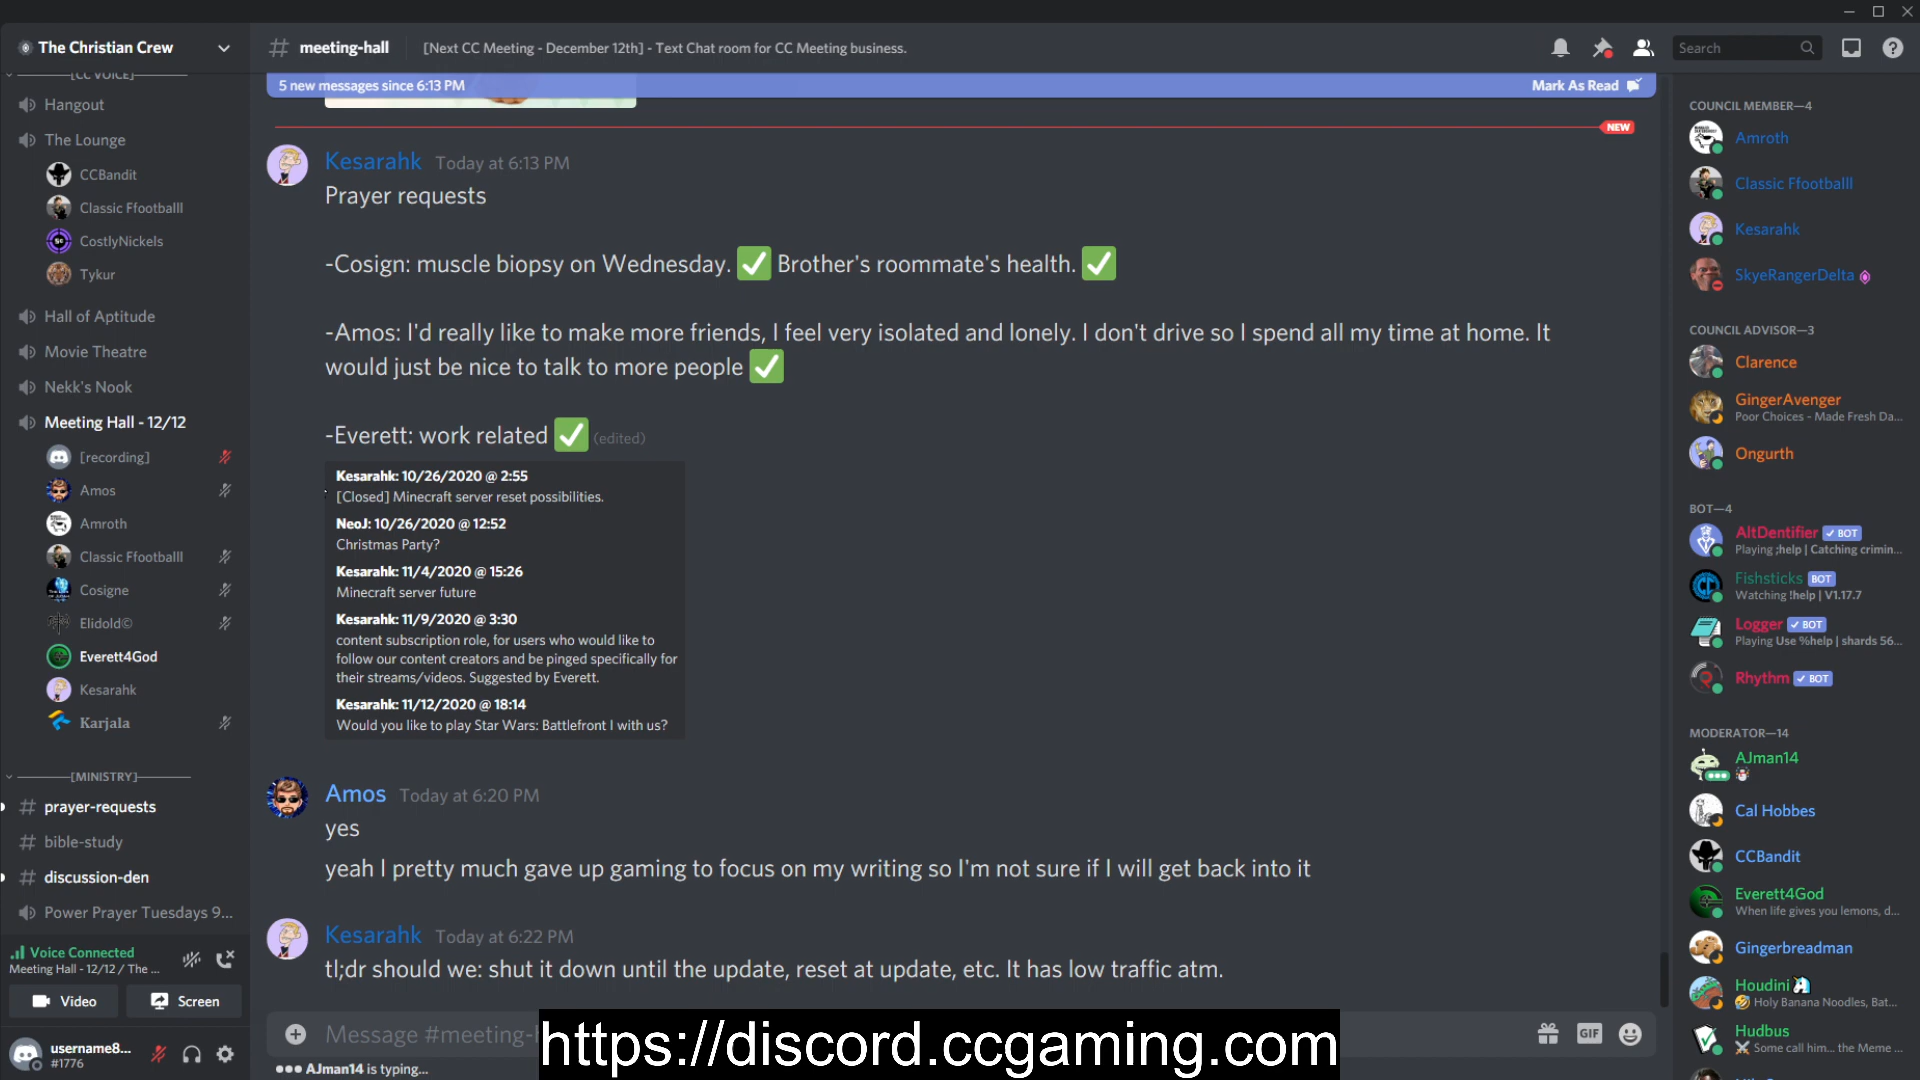 The Christian Crew
[CC VOICE]
Hangout
The Lounge
CCBandit
Classic Ffootballl
CostlyNickels
Tykur
Hall of Aptitude
Movie Theatre
Nekk's Nook
Meeting Hall - 12/12
[recording]
Amos
Amroth
Classic Ffootballl
Cosigne
Elidold©
Everett4God
Kesarahk
Karjala
[MINISTRY]
# prayer-requests
# bible-study
# discussion-den
Power Prayer Tuesdays 9...
Voice Connected
Meeting Hall - 12/12 / The ...
Video
Screen
username8...
#1776
# meeting-hall
[Next CC Meeting - December 12th] - Text Chat room for CC Meeting business.
Search
5 new messages since 6:13 PM
Mark As Read
NEW
Kesarahk Today at 6:13 PM
Prayer requests
-Cosign: muscle biopsy on Wednesday. ✅ Brother's roommate's health. ✅
-Amos: I'd really like to make more friends, I feel very isolated and lonely. I don't drive so I spend all my time at home. It
would just be nice to talk to more people ✅
-Everett: work related ✅ (edited)
Kesarahk: 10/26/2020 @ 2:55
[Closed] Minecraft server reset possibilities.
NeoJ: 10/26/2020 @ 12:52
Christmas Party?
Kesarahk: 11/4/2020 @ 15:26
Minecraft server future
Kesarahk: 11/9/2020 @ 3:30
content subscription role, for users who would like to
follow our content creators and be pinged specifically for
their streams/videos. Suggested by Everett.
Kesarahk: 11/12/2020 @ 18:14
Would you like to play Star Wars: Battlefront I with us?
Amos Today at 6:20 PM
yes
yeah I pretty much gave up gaming to focus on my writing so I'm not sure if I will get back into it
Kesarahk Today at 6:22 PM
tl;dr should we: shut it down until the update, reset at update, etc. It has low traffic atm.
Message #meeting-
GIF
https://discord.ccgaming.com
AJman14 is typing...
COUNCIL MEMBER—4
Amroth
Classic Ffootballl
Kesarahk
SkyeRangerDelta
COUNCIL ADVISOR—3
Clarence
GingerAvenger
Poor Choices - Made Fresh Da...
Ongurth
BOT—4
AltDentifier ✓ BOT
Playing ;help | Catching crimin...
Fishsticks BOT
Watching !help | V1.17.7
Logger ✓ BOT
Playing Use %help | shards 56...
Rhythm ✓ BOT
MODERATOR—14
AJman14
Cal Hobbes
CCBandit
Everett4God
When life gives you lemons, d...
Gingerbreadman
Houdini
Holy Banana Noodles, Bat...
Hudbus
Some call him... the Meme ...